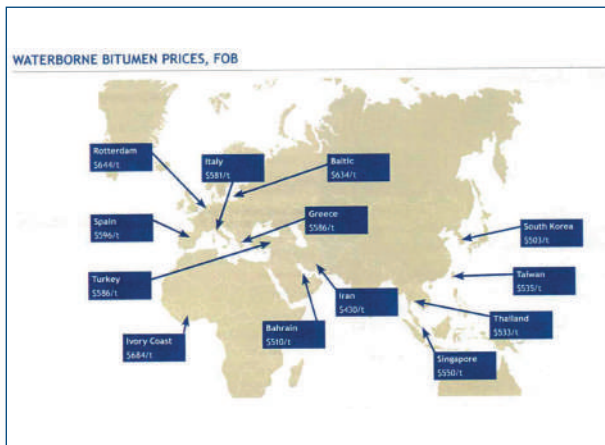 WATERBORNE BITUMEN PRICES, FOB
Rotterdam
$644/t
Italy
$581/t
Baltic
$634/t
Spain
$596/t
Greece
$586/t
South Korea
$503/t
Turkey
$586/t
Taiwan
$535/t
Iran
$430/t
Bahrain
$510/t
Thailand
$533/t
Ivory Coast
$684/t
Singapore
$550/t